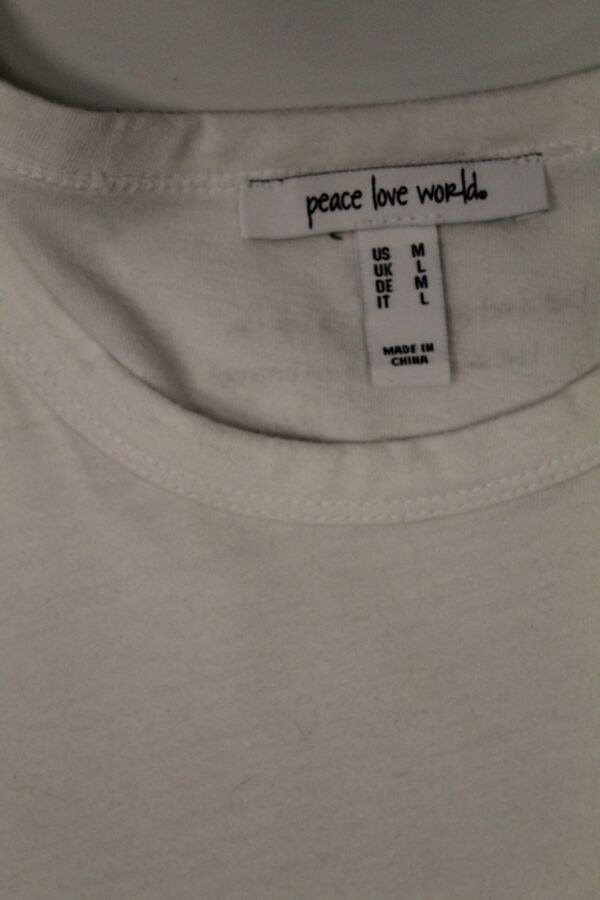 peace love world.
US M
UK L
DE M
IT L
MADE IN
CHINA